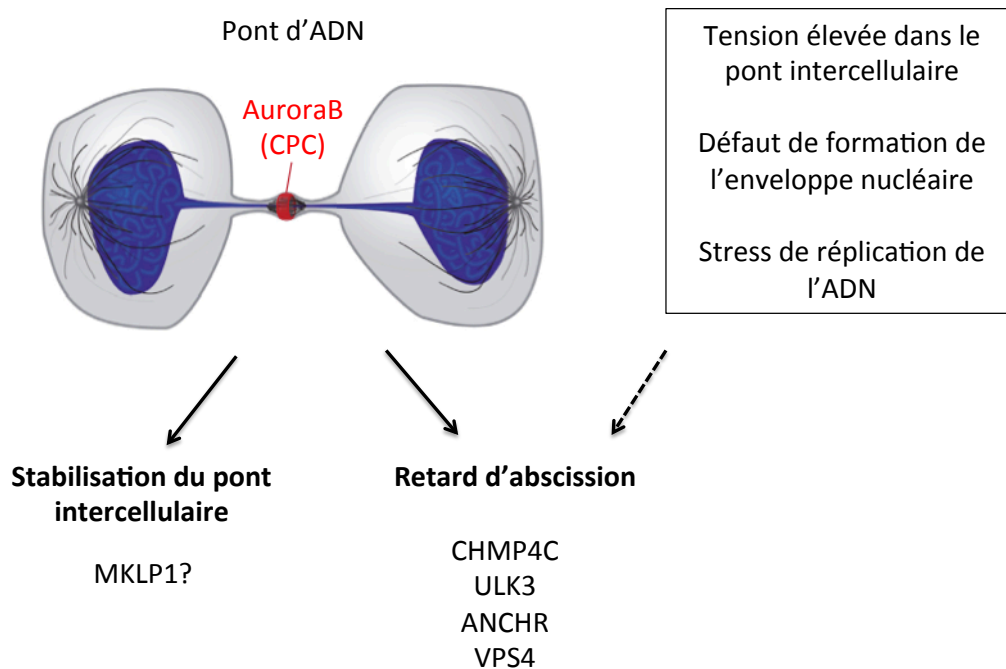 Pont d’ADN
AuroraB
(CPC)
Tension élevée dans le
pont intercellulaire
Défaut de formation de
l’enveloppe nucléaire
Stress de réplication de
l’ADN
Stabilisation du pont
intercellulaire
MKLP1?
Retard d’abscission
CHMP4C
ULK3
ANCHR
VPS4